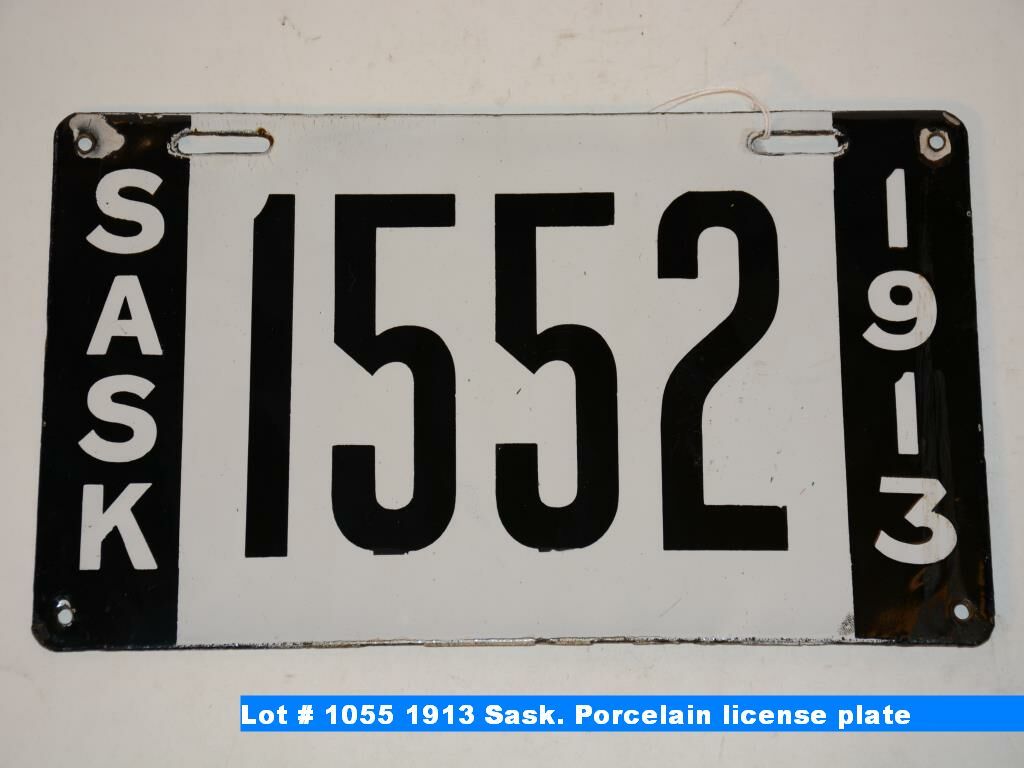 SASK
1552
1913
Lot # 1055 1913 Sask. Porcelain license plate